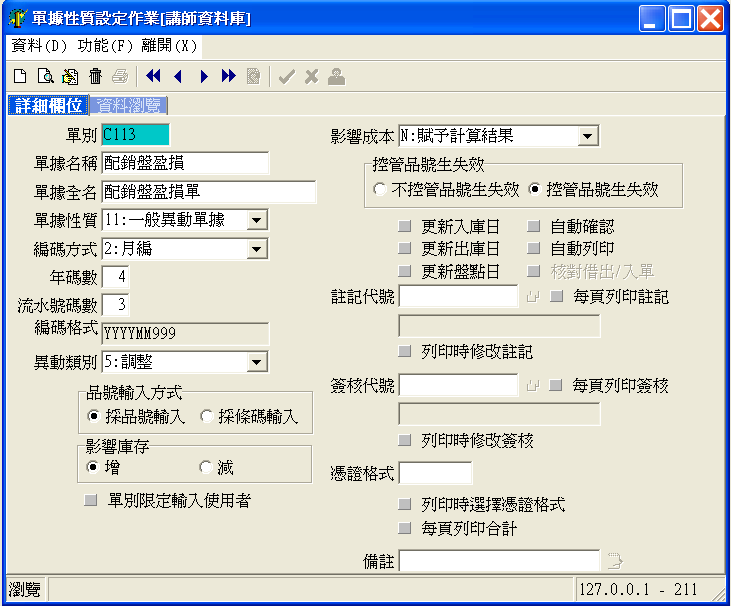 單據性質設定作業[講師資料庫]
資料(D) 功能(F) 離開(X)
詳細欄位 資料瀏覽
單別 C113
單據名稱 配銷盤盈損
單據全名 配銷盤盈損單
單據性質 11:一般異動單據
編碼方式 2:月編
年碼數 4
流水號碼數 3
編碼格式 YYYYMM999
異動類別 5:調整
品號輸入方式
採品號輸入 採條碼輸入
影響庫存
增 減
單別限定輸入使用者
影響成本 N:賦予計算結果
控管品號生失效
不控管品號生失效 控管品號生失效
更新入庫日 自動確認
更新出庫日 自動列印
更新盤點日 核對借出/入單
註記代號 每頁列印註記
列印時修改註記
簽核代號 每頁列印簽核
列印時修改簽核
憑證格式
列印時選擇憑證格式
每頁列印合計
備註
瀏覽 127.0.0.1 - 211